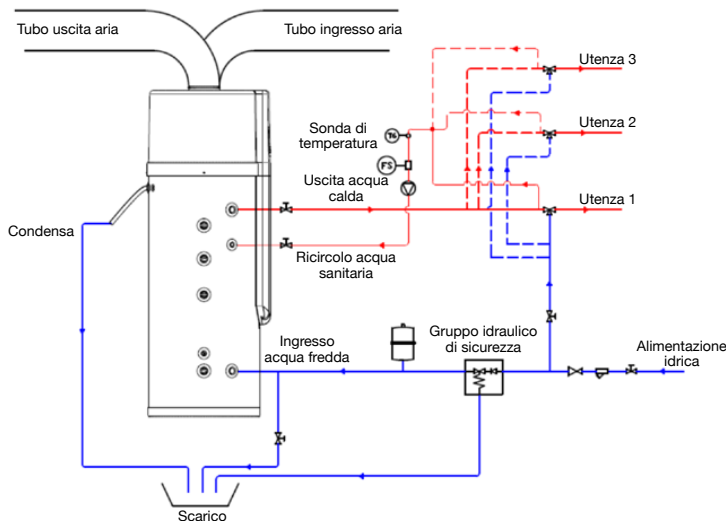 Tubo uscita aria
Tubo ingresso aria
Utenza 3
Sonda di
temperatura
T6
Utenza 2
FS
Uscita acqua
calda
Utenza 1
Condensa
Ricircolo acqua
sanitaria
Ingresso
acqua fredda
Gruppo idraulico
di sicurezza
Alimentazione
idrica
Scarico